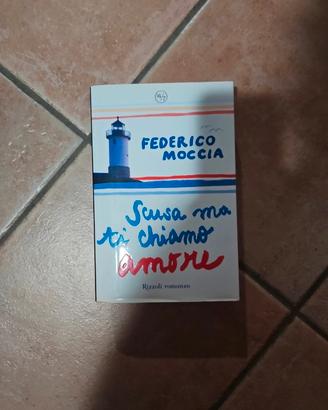 FEDERICO
MOCCIA
Scusa ma
ti chiamo
amore
Rizzoli romanzo